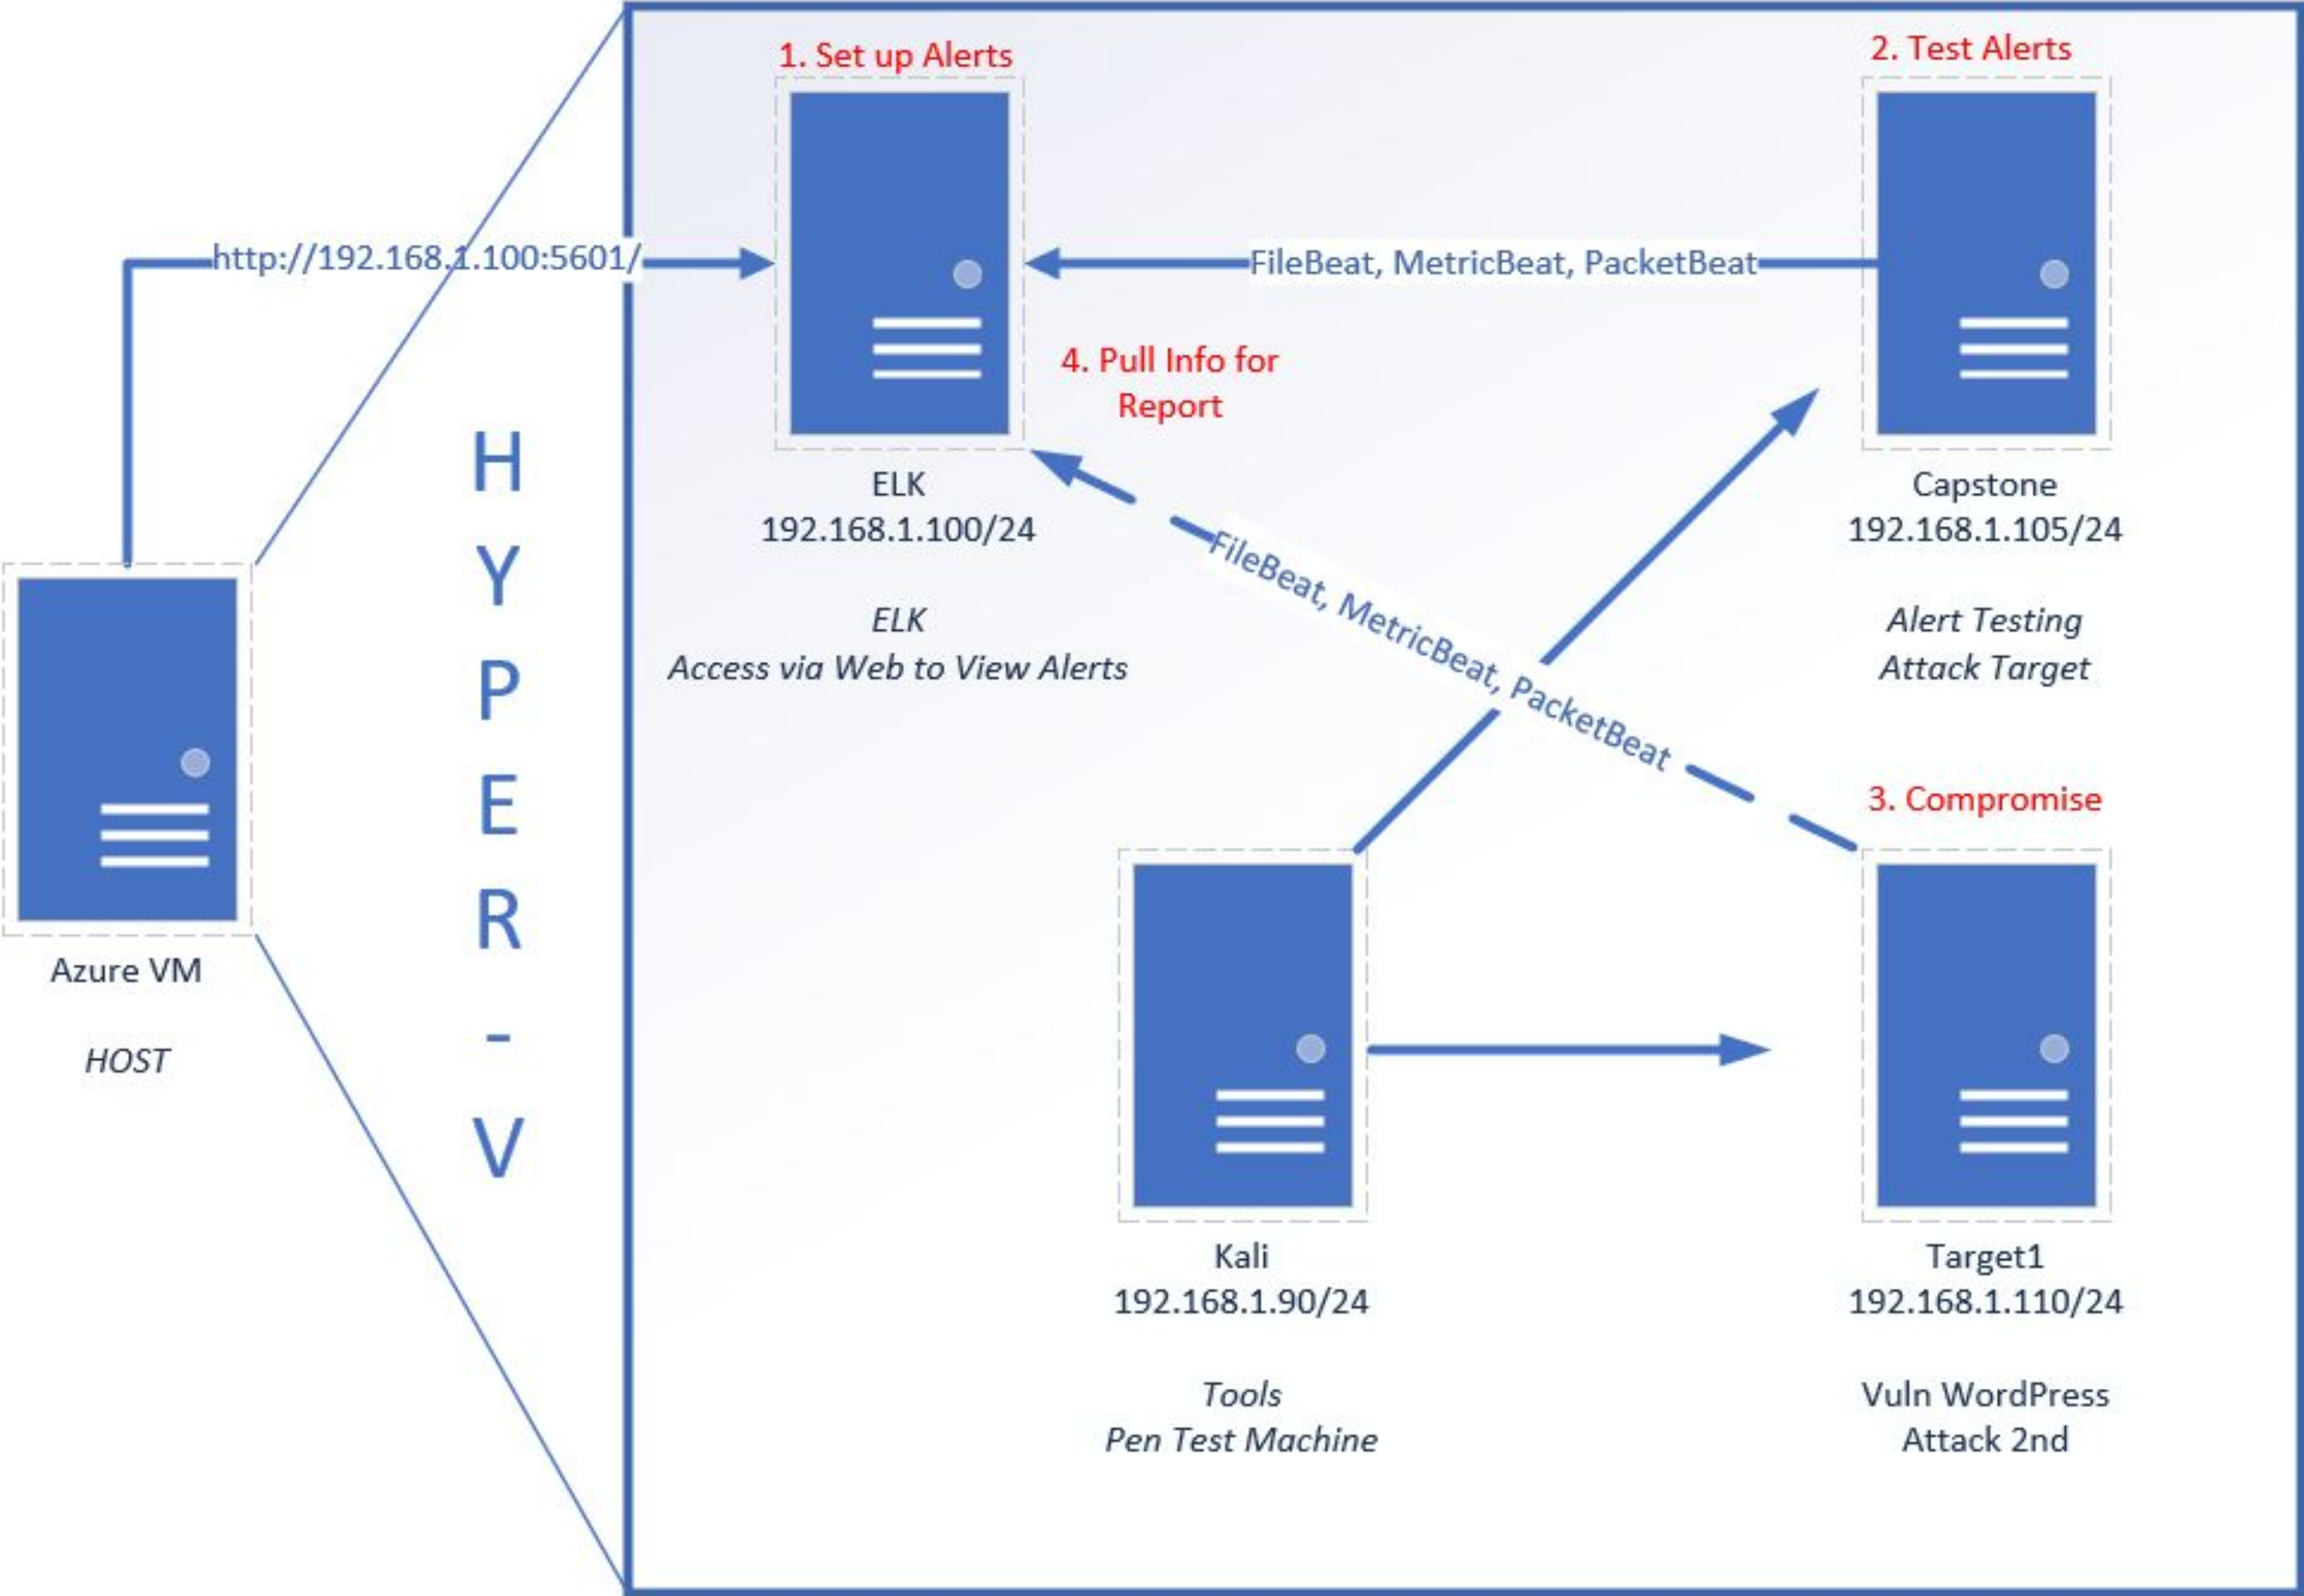 1. Set up Alerts
2. Test Alerts
http://192.168.1.100:5601/
FileBeat, MetricBeat, PacketBeat
4. Pull Info for
Report
ELK
192.168.1.100/24
ELK
Access via Web to View Alerts
Capstone
192.168.1.105/24
Alert Testing
Attack Target
HYPER-V
FileBeat, MetricBeat, PacketBeat
3. Compromise
Azure VM
HOST
Kali
192.168.1.90/24
Tools
Pen Test Machine
Target1
192.168.1.110/24
Vuln WordPress
Attack 2nd